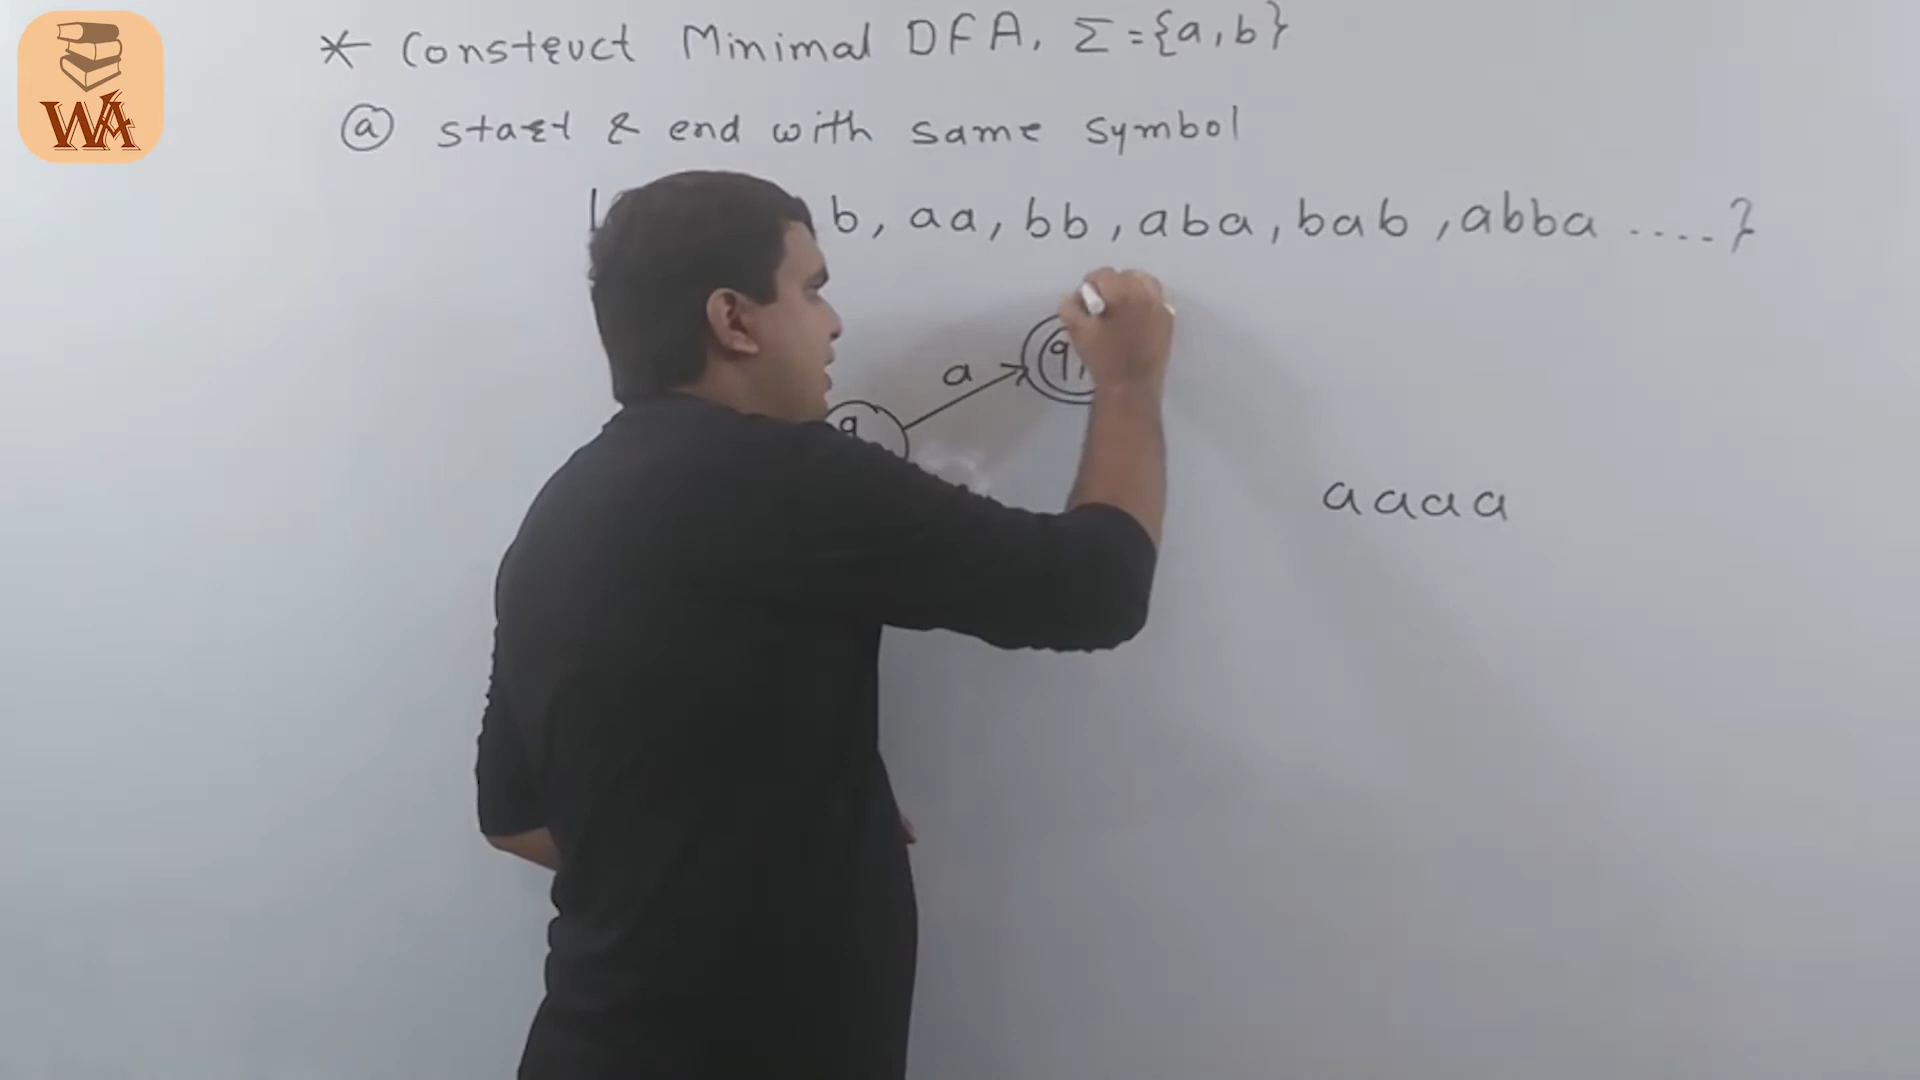 WA
* Construct Minimal DFA, Σ={a,b}
ⓐ start & end with same symbol
b, aa, bb, aba, bab, abba ....}
a
q
q
aaaa